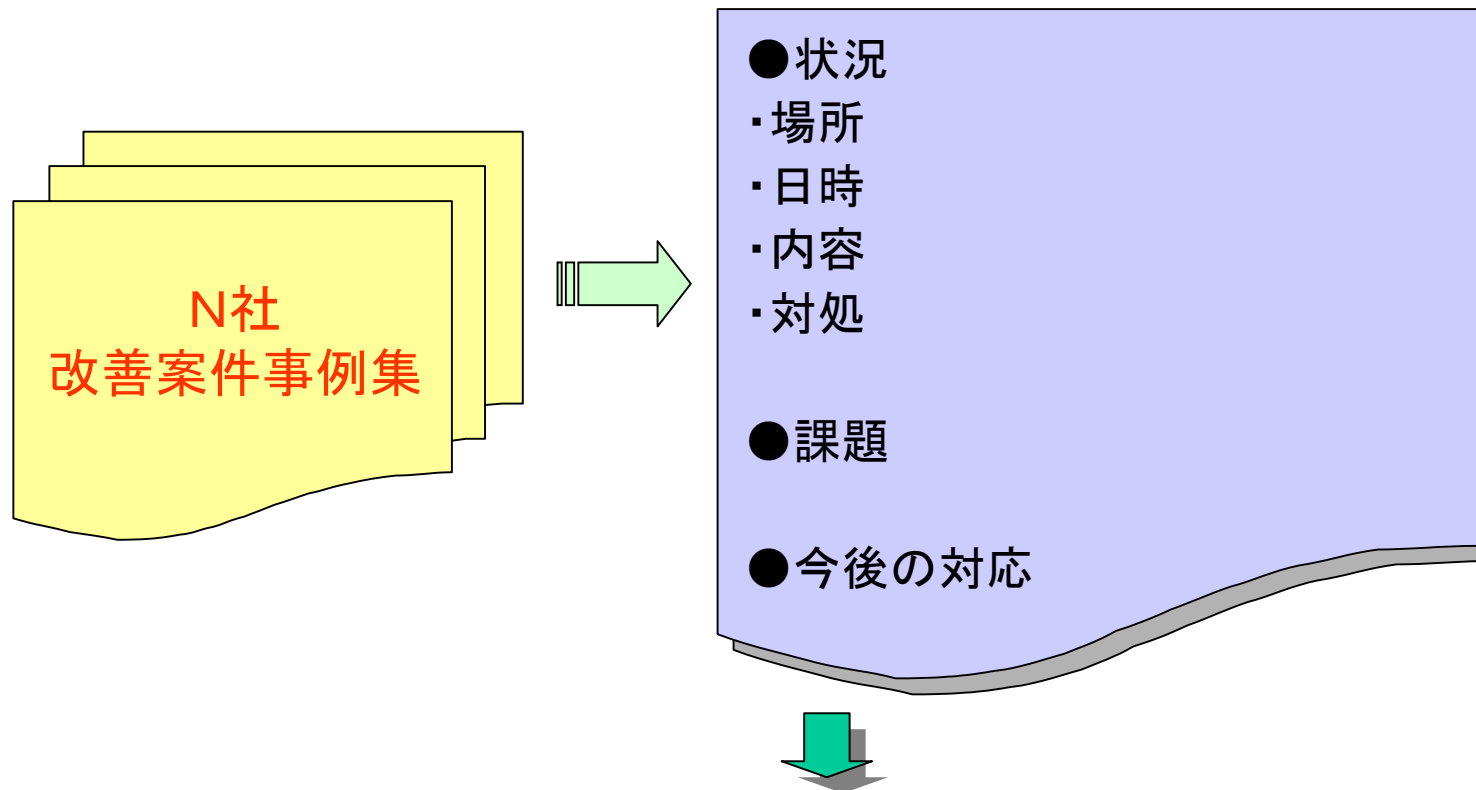 N社
改善案件事例集
●状況
・場所
・日時
・内容
・対処
●課題
●今後の対応